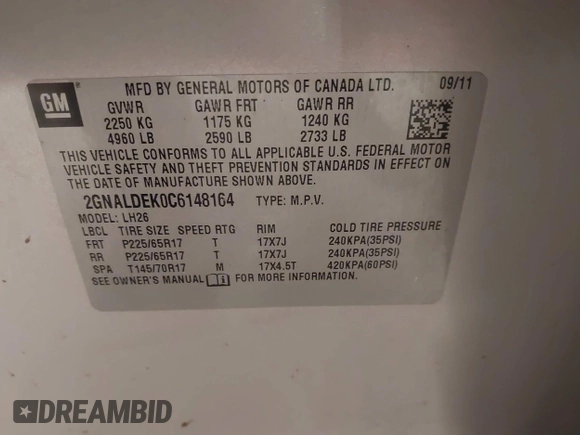 GM
MFD BY GENERAL MOTORS OF CANADA LTD. 09/11
GVWR GAWR FRT GAWR RR
2250 KG 1175 KG 1240 KG
4960 LB 2590 LB 2733 LB
THIS VEHICLE CONFORMS TO ALL APPLICABLE U.S. FEDERAL MOTOR
VEHICLE SAFETY AND THEFT PREVENTION STANDARDS IN EFFECT ON
THE DATE OF MANUFACTURE SHOWN ABOVE.
2GNALDEK0C6148164 TYPE: M.P.V.
MODEL: LH26
LBCL TIRE SIZE SPEED RTG RIM COLD TIRE PRESSURE
FRT P225/65R17 T 17X7J 240KPA(35PSI)
RR P225/65R17 T 17X7J 240KPA(35PSI)
SPA T145/70R17 M 17X4.5T 420KPA(60PSI)
SEE OWNER'S MANUAL FOR MORE INFORMATION.
DREAMBID